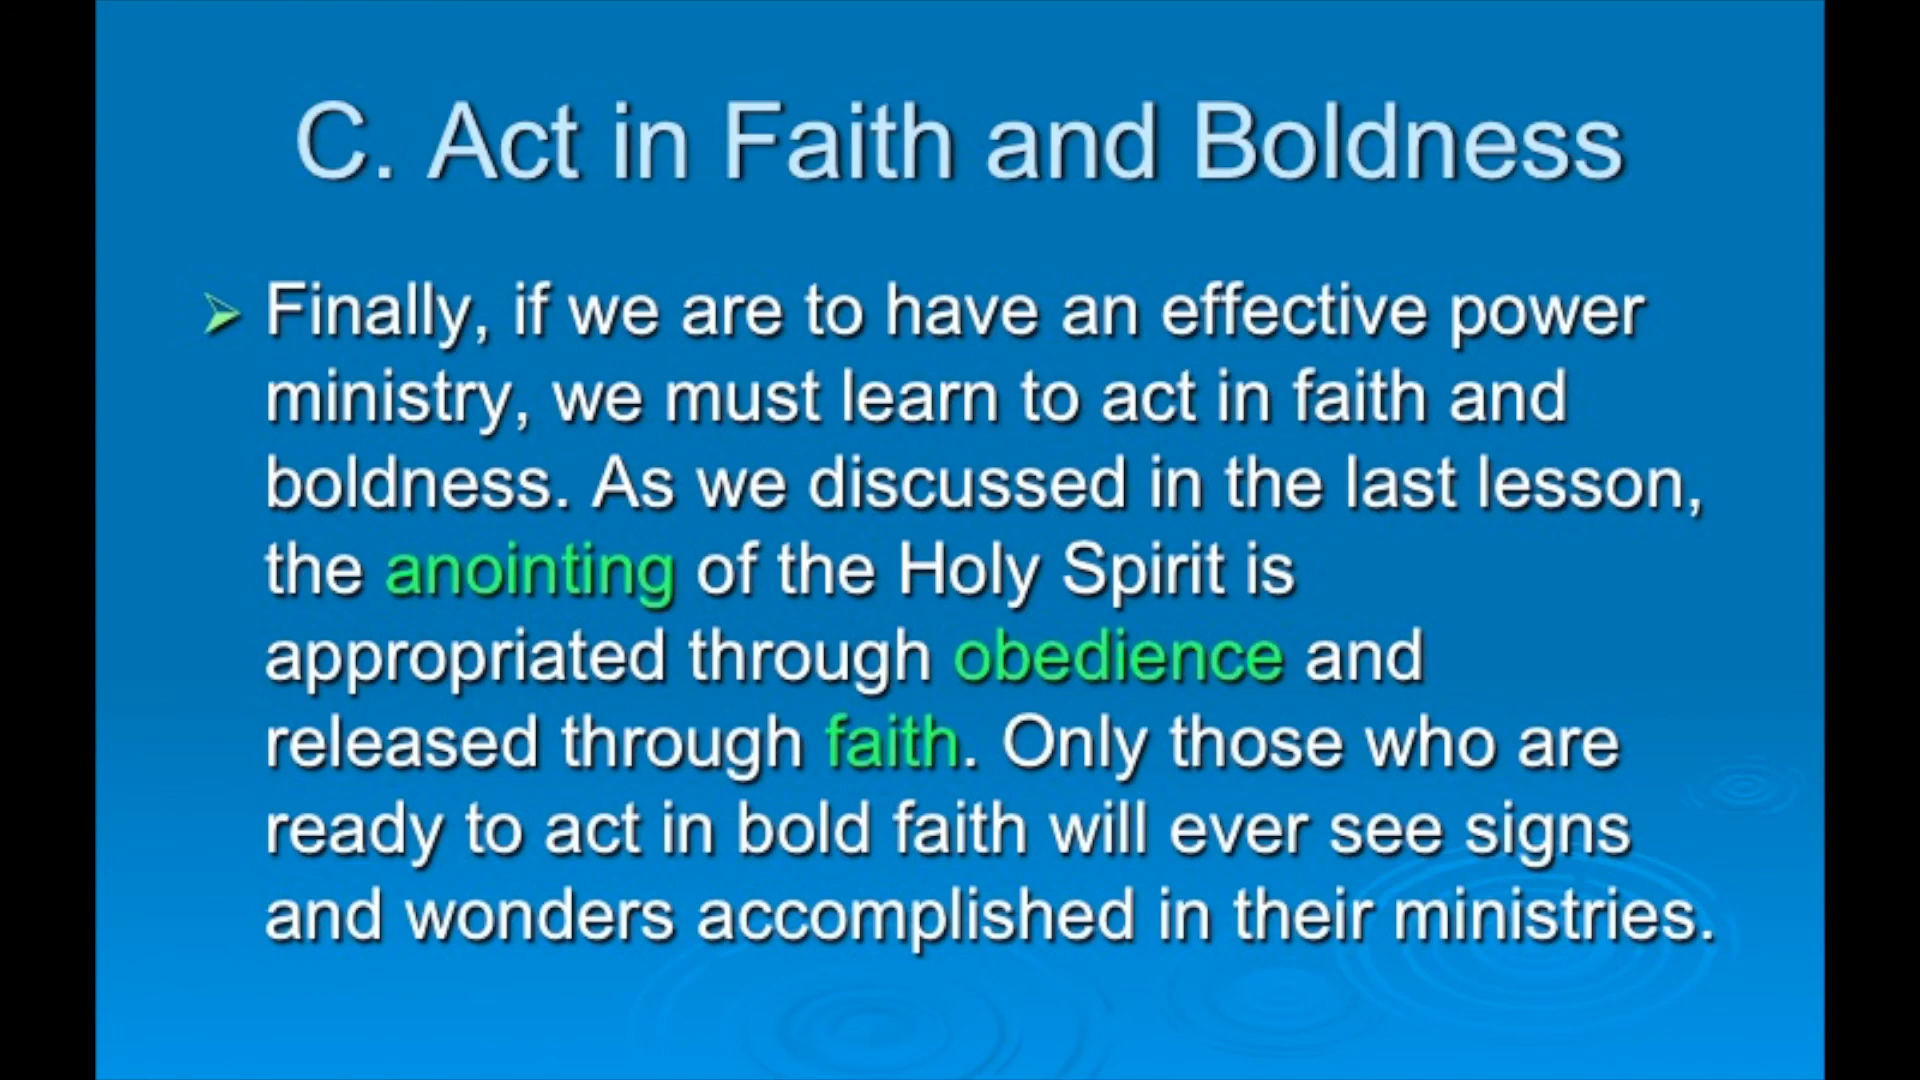 C. Act in Faith and Boldness
Finally, if we are to have an effective power
ministry, we must learn to act in faith and
boldness. As we discussed in the last lesson,
the anointing of the Holy Spirit is
appropriated through obedience and
released through faith. Only those who are
ready to act in bold faith will ever see signs
and wonders accomplished in their ministries.